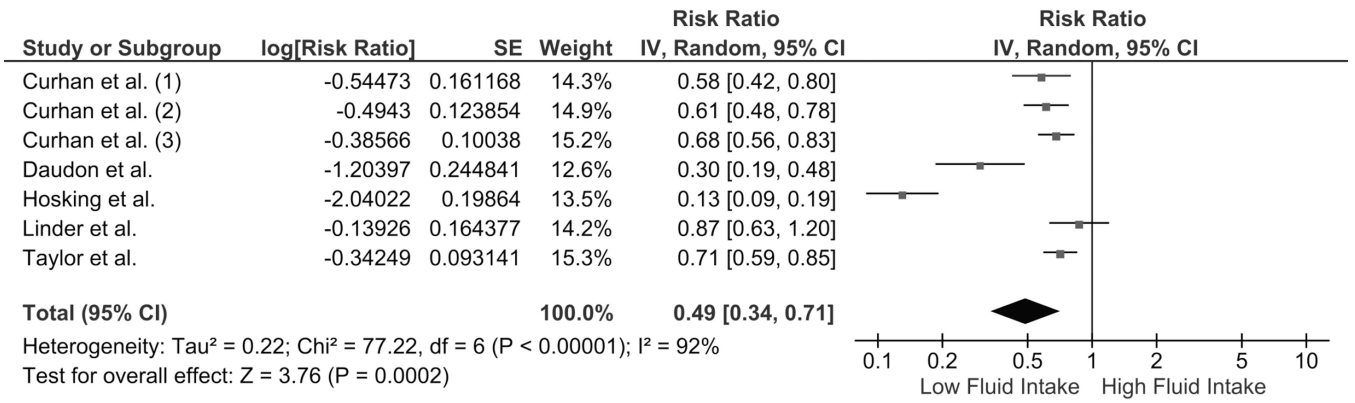 Risk Ratio Risk Ratio
Study or Subgroup log[Risk Ratio] SE Weight IV, Random, 95% CI IV, Random, 95% CI
Curhan et al. (1) -0.54473 0.161168 14.3% 0.58 [0.42, 0.80]
Curhan et al. (2) -0.4943 0.123854 14.9% 0.61 [0.48, 0.78]
Curhan et al. (3) -0.38566 0.10038 15.2% 0.68 [0.56, 0.83]
Daudon et al. -1.20397 0.244841 12.6% 0.30 [0.19, 0.48]
Hosking et al. -2.04022 0.19864 13.5% 0.13 [0.09, 0.19]
Linder et al. -0.13926 0.164377 14.2% 0.87 [0.63, 1.20]
Taylor et al. -0.34249 0.093141 15.3% 0.71 [0.59, 0.85]
Total (95% CI) 100.0% 0.49 [0.34, 0.71]
Heterogeneity: Tau² = 0.22; Chi² = 77.22, df = 6 (P < 0.00001); I² = 92%
Test for overall effect: Z = 3.76 (P = 0.0002)
0.1 0.2 0.5 1 2 5 10
Low Fluid Intake High Fluid Intake